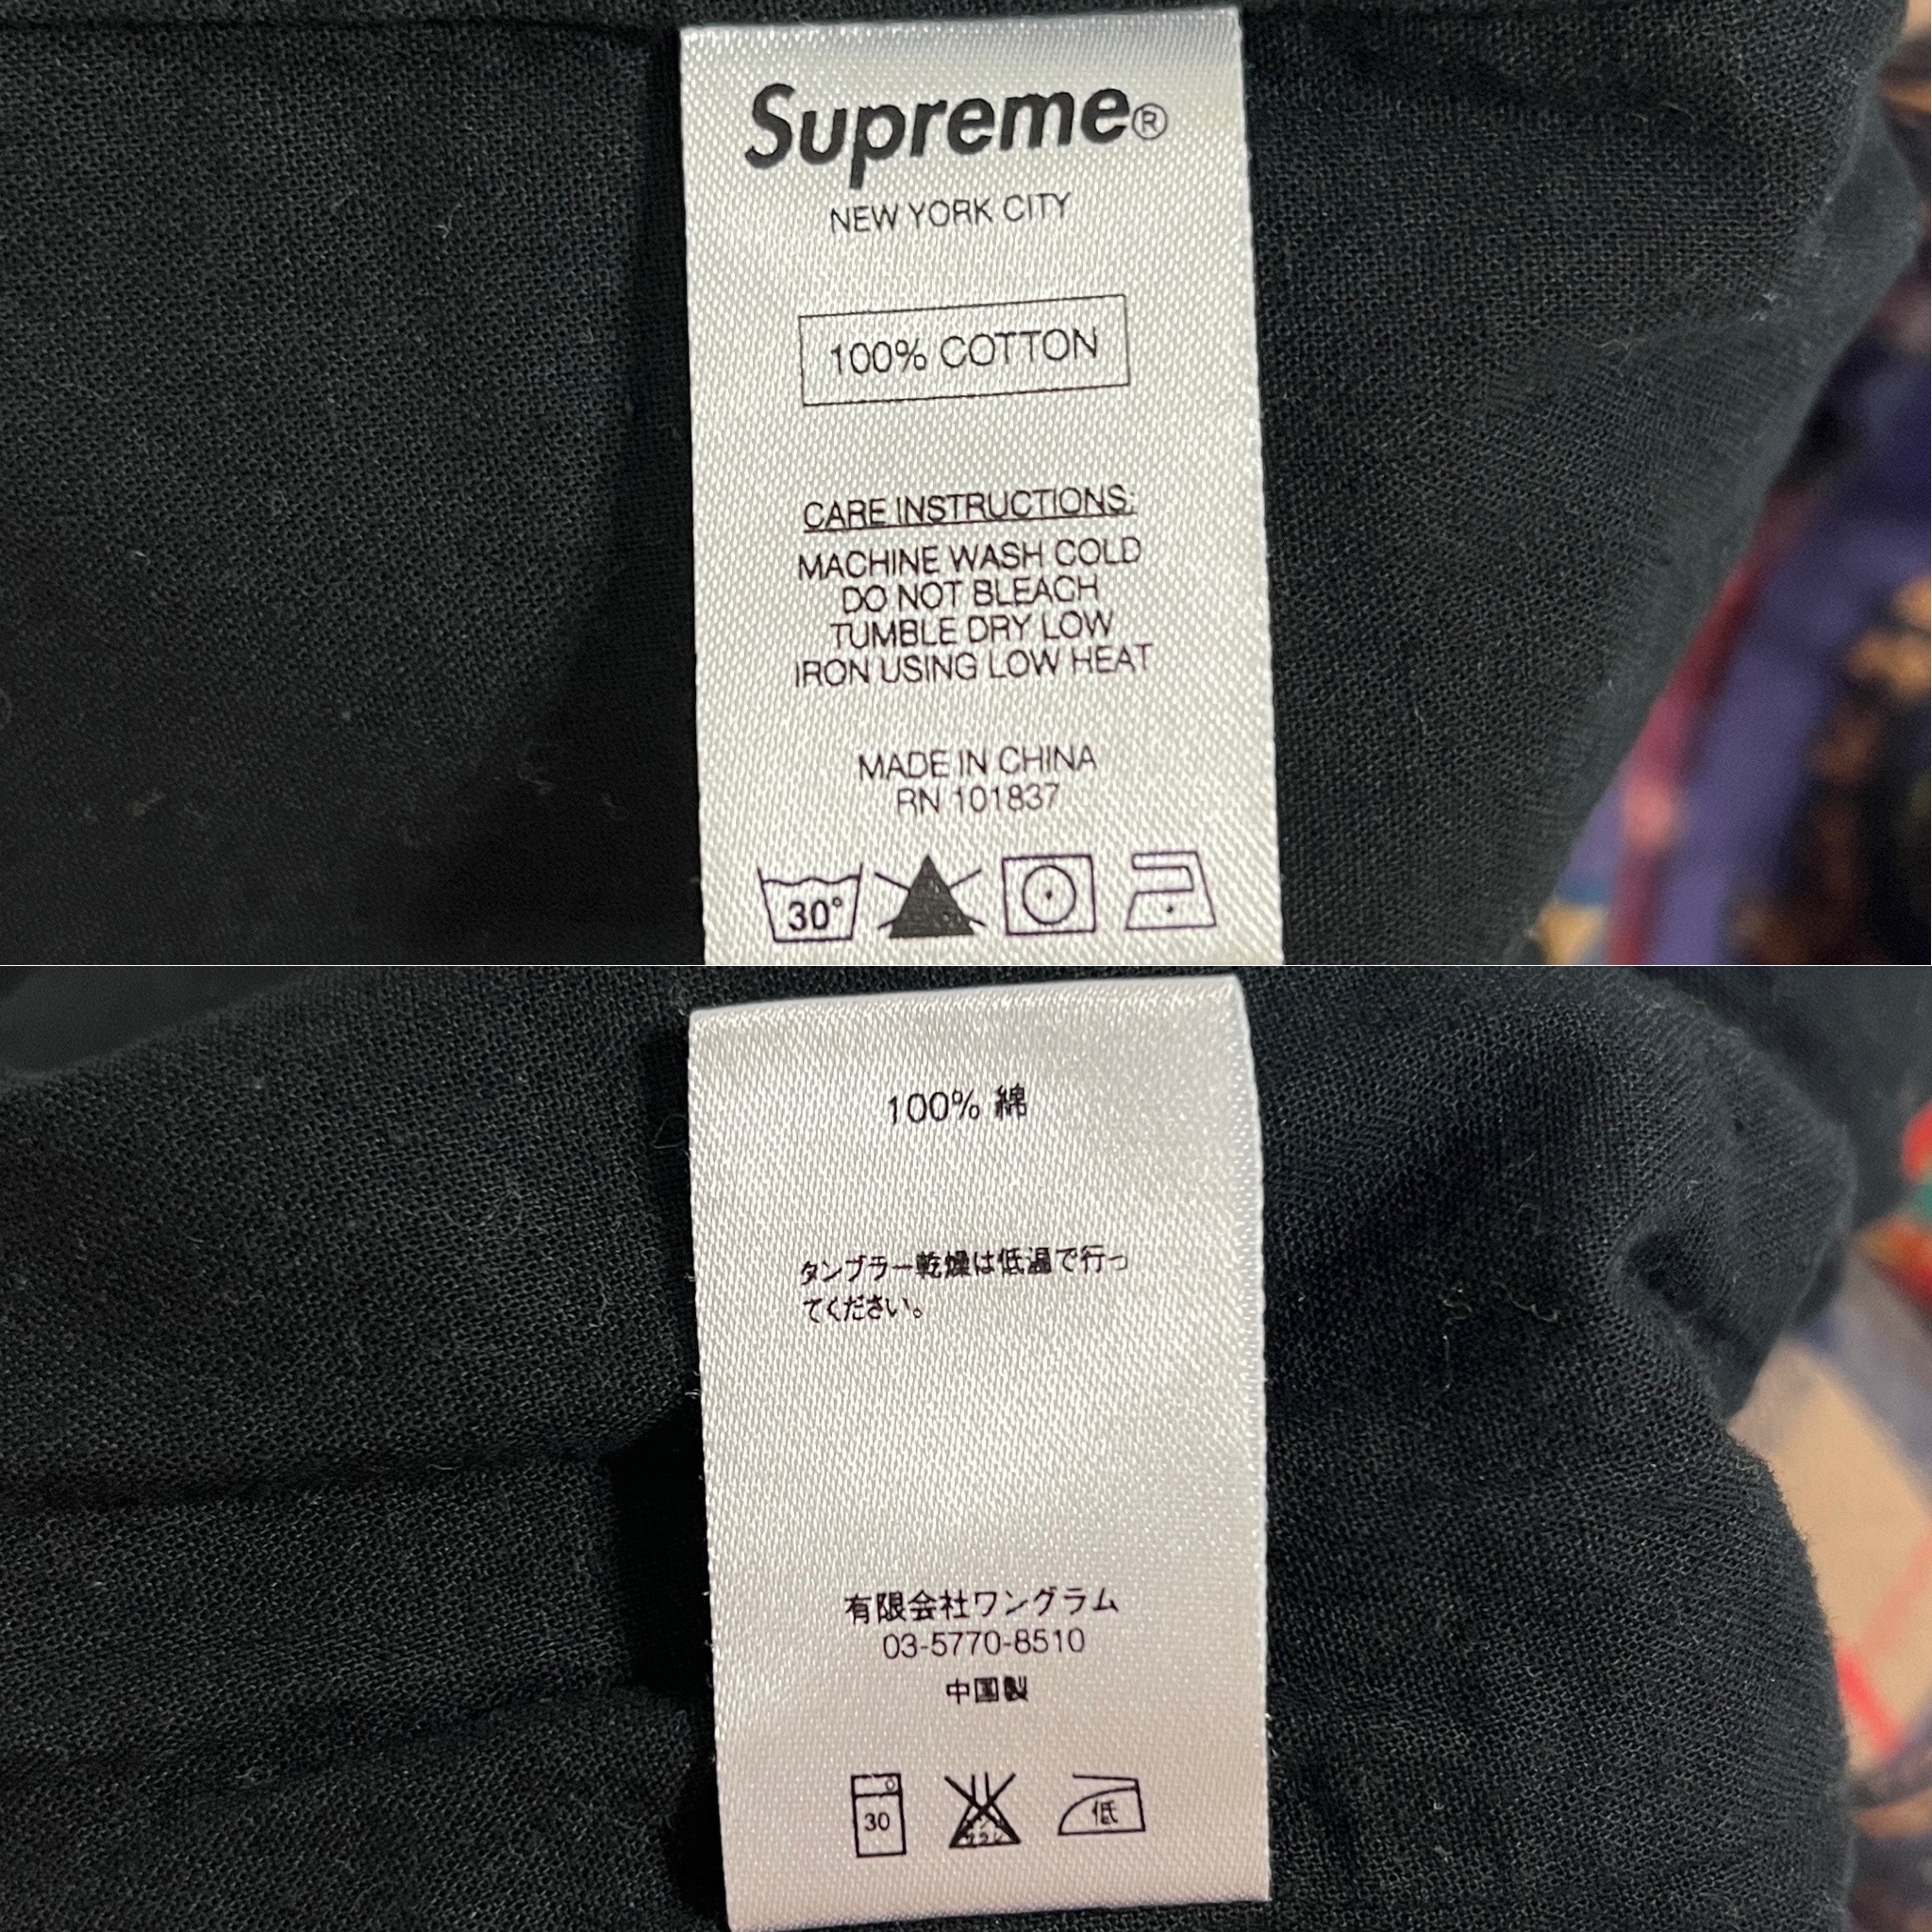 Supreme®
NEW YORK CITY
100% COTTON
CARE INSTRUCTIONS:
MACHINE WASH COLD
DO NOT BLEACH
TUMBLE DRY LOW
IRON USING LOW HEAT
MADE IN CHINA
RN 101837
30°
100% 綿
タンブラー乾燥は低温で行っ
てください。
有限会社ワングラム
03-5770-8510
中国製
30
低